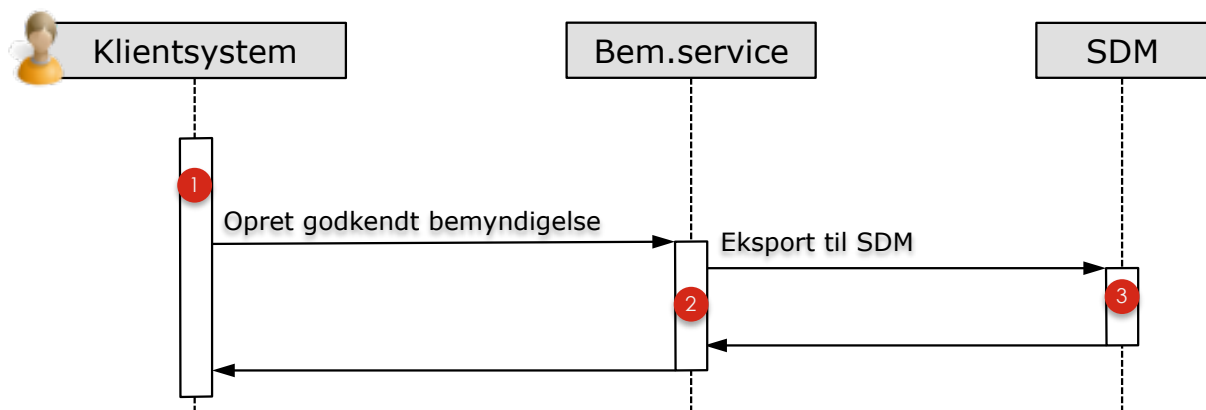 Klientsystem
Bem.service
SDM
1
Opret godkendt bemyndigelse
Eksport til SDM
2
3